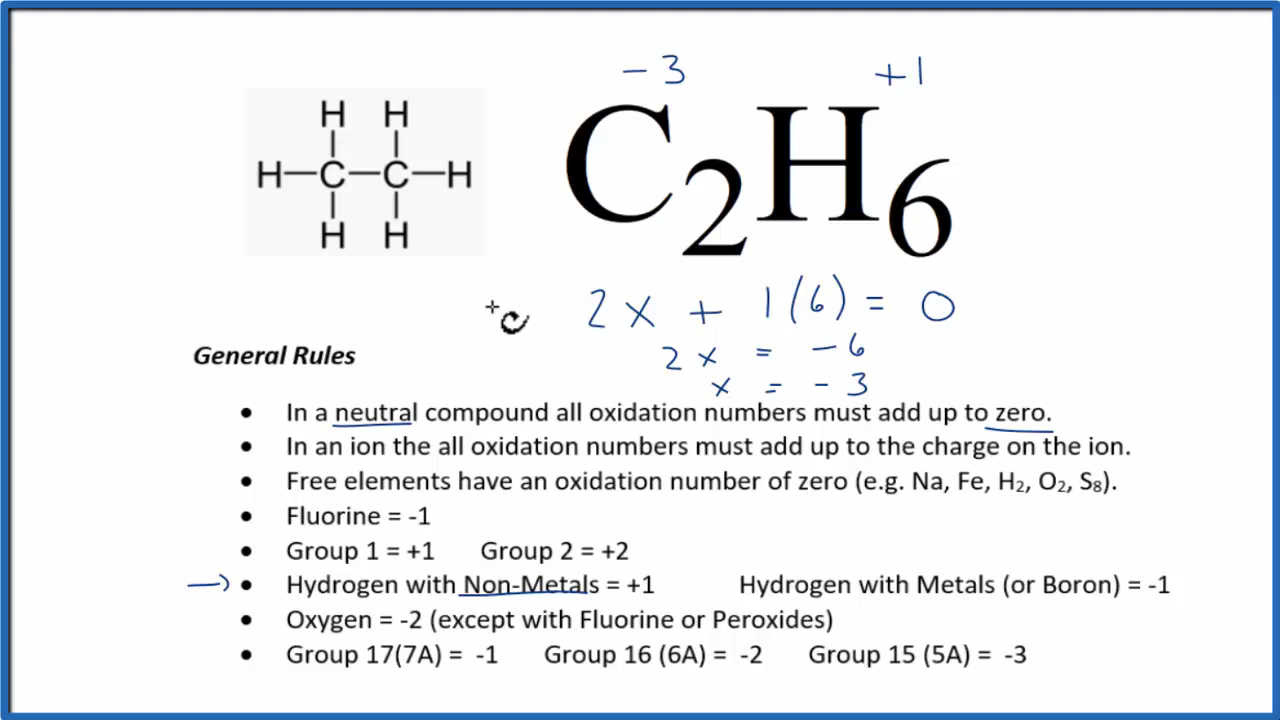 -3 +1
H H
H—C—C—H
H H
C₂H₆
2x + 1(6) = 0
2x = -6
x = -3
General Rules
• In a neutral compound all oxidation numbers must add up to zero.
• In an ion the all oxidation numbers must add up to the charge on the ion.
• Free elements have an oxidation number of zero (e.g. Na, Fe, H₂, O₂, S₈).
• Fluorine = -1
• Group 1 = +1 Group 2 = +2
• Hydrogen with Non-Metals = +1 Hydrogen with Metals (or Boron) = -1
• Oxygen = -2 (except with Fluorine or Peroxides)
• Group 17(7A) = -1 Group 16 (6A) = -2 Group 15 (5A) = -3